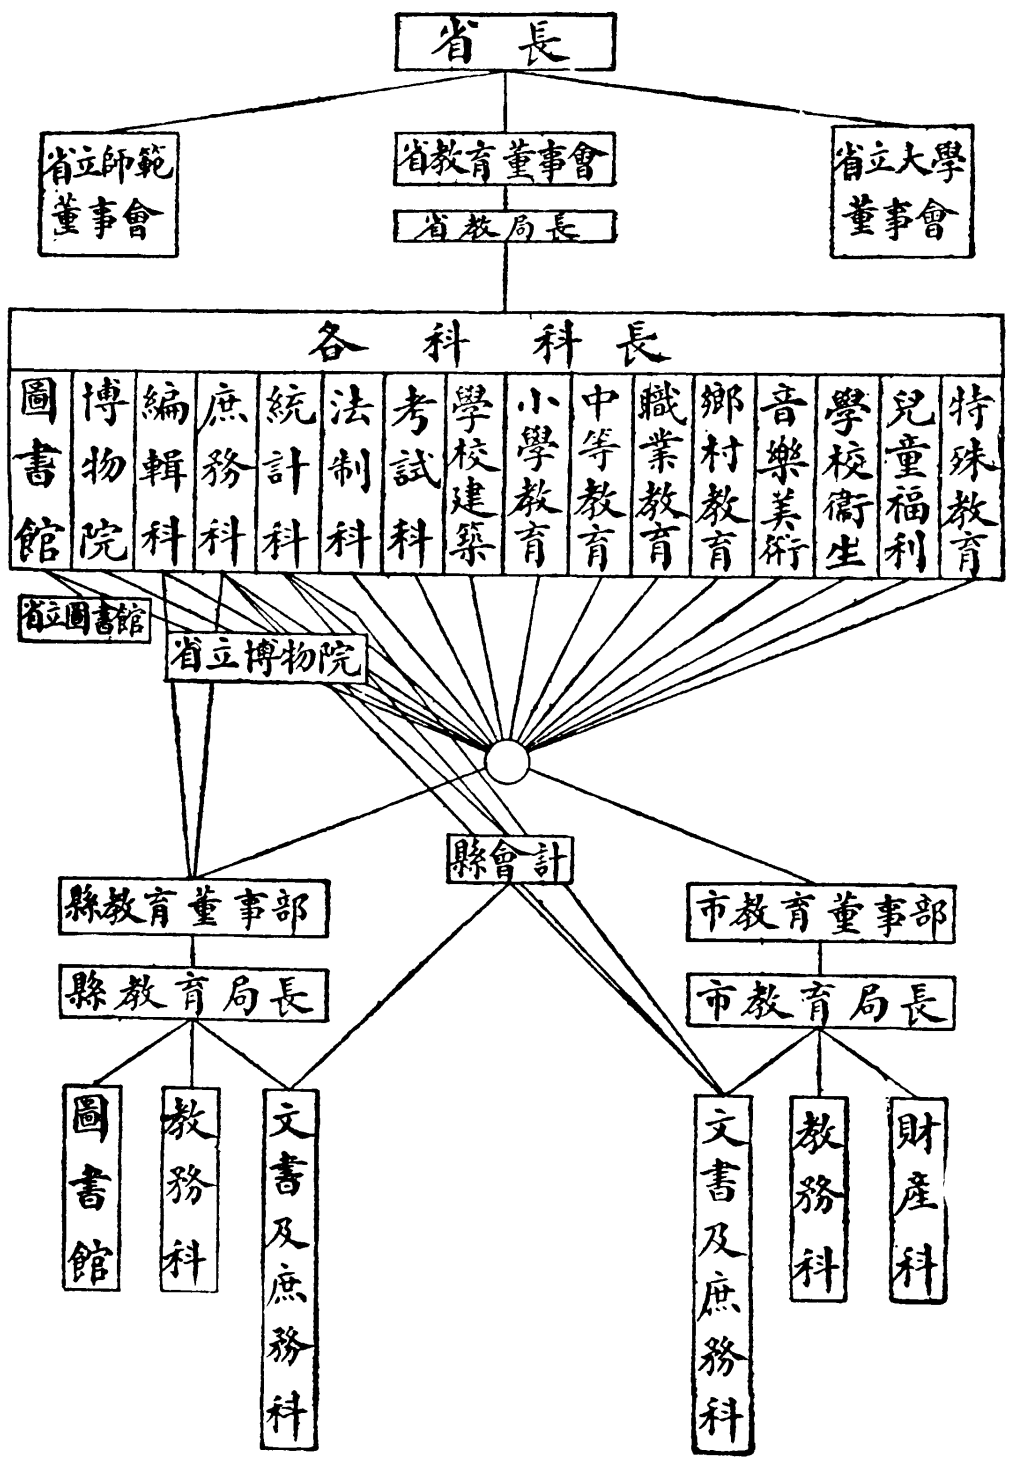 省長
省立師範
董事會
省教育董事會
省立大學
董事會
省教局長
各科科長
圖書館
博物院
編輯科
庶務科
統計科
法制科
考試科
學校建築
小學教育
中等教育
職業教育
鄉村教育
音樂美術
學校衞生
兒童福利
特殊教育
省立圖書館
省立博物院
縣會計
縣教育董事部
市教育董事部
縣教育局長
市教育局長
圖書館
教務科
文書及庶務科
文書及庶務科
教務科
財產科